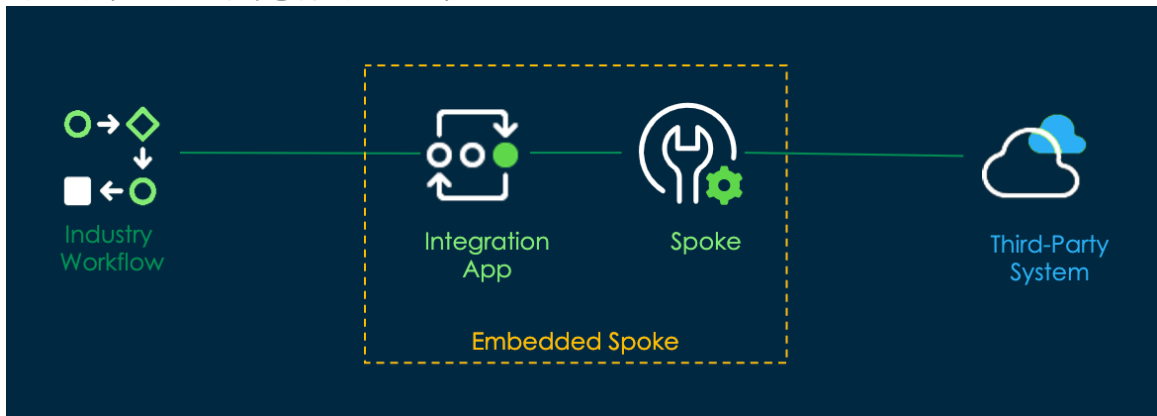 Industry
Workflow
Integration
App
Spoke
Third-Party
System
Embedded Spoke